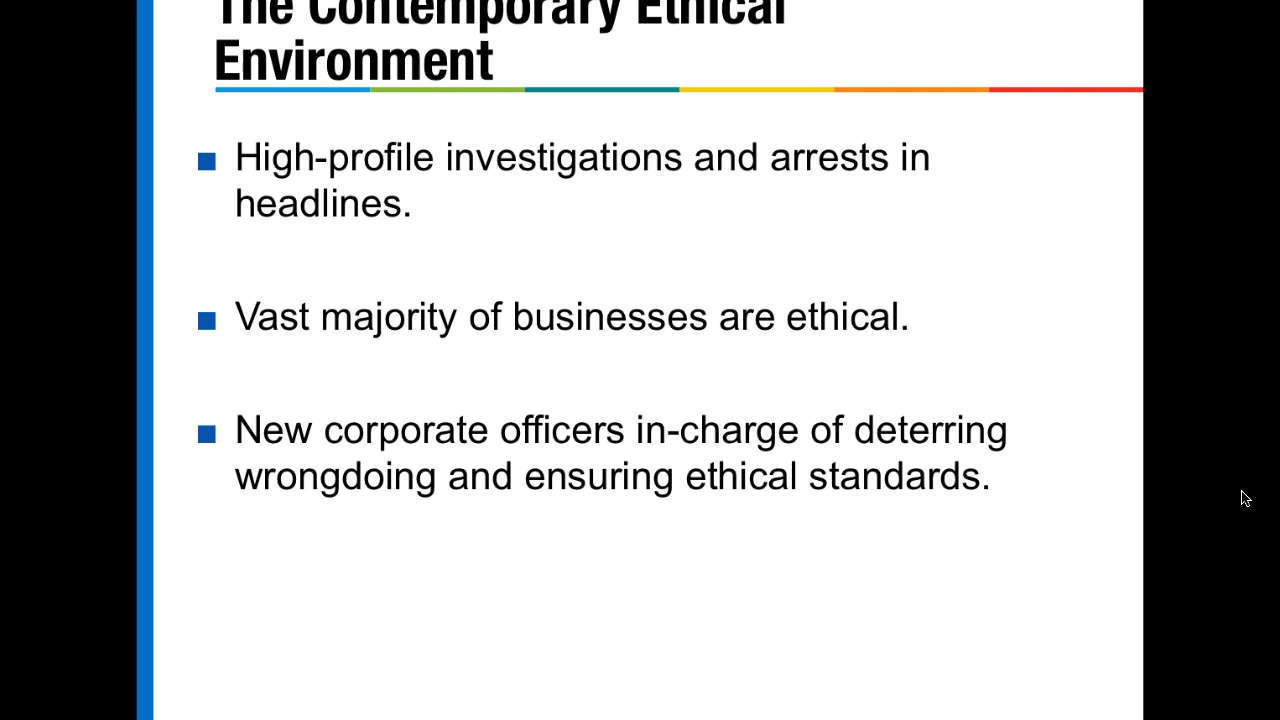 The Contemporary Ethical
Environment
High-profile investigations and arrests in
headlines.
Vast majority of businesses are ethical.
New corporate officers in-charge of deterring
wrongdoing and ensuring ethical standards.